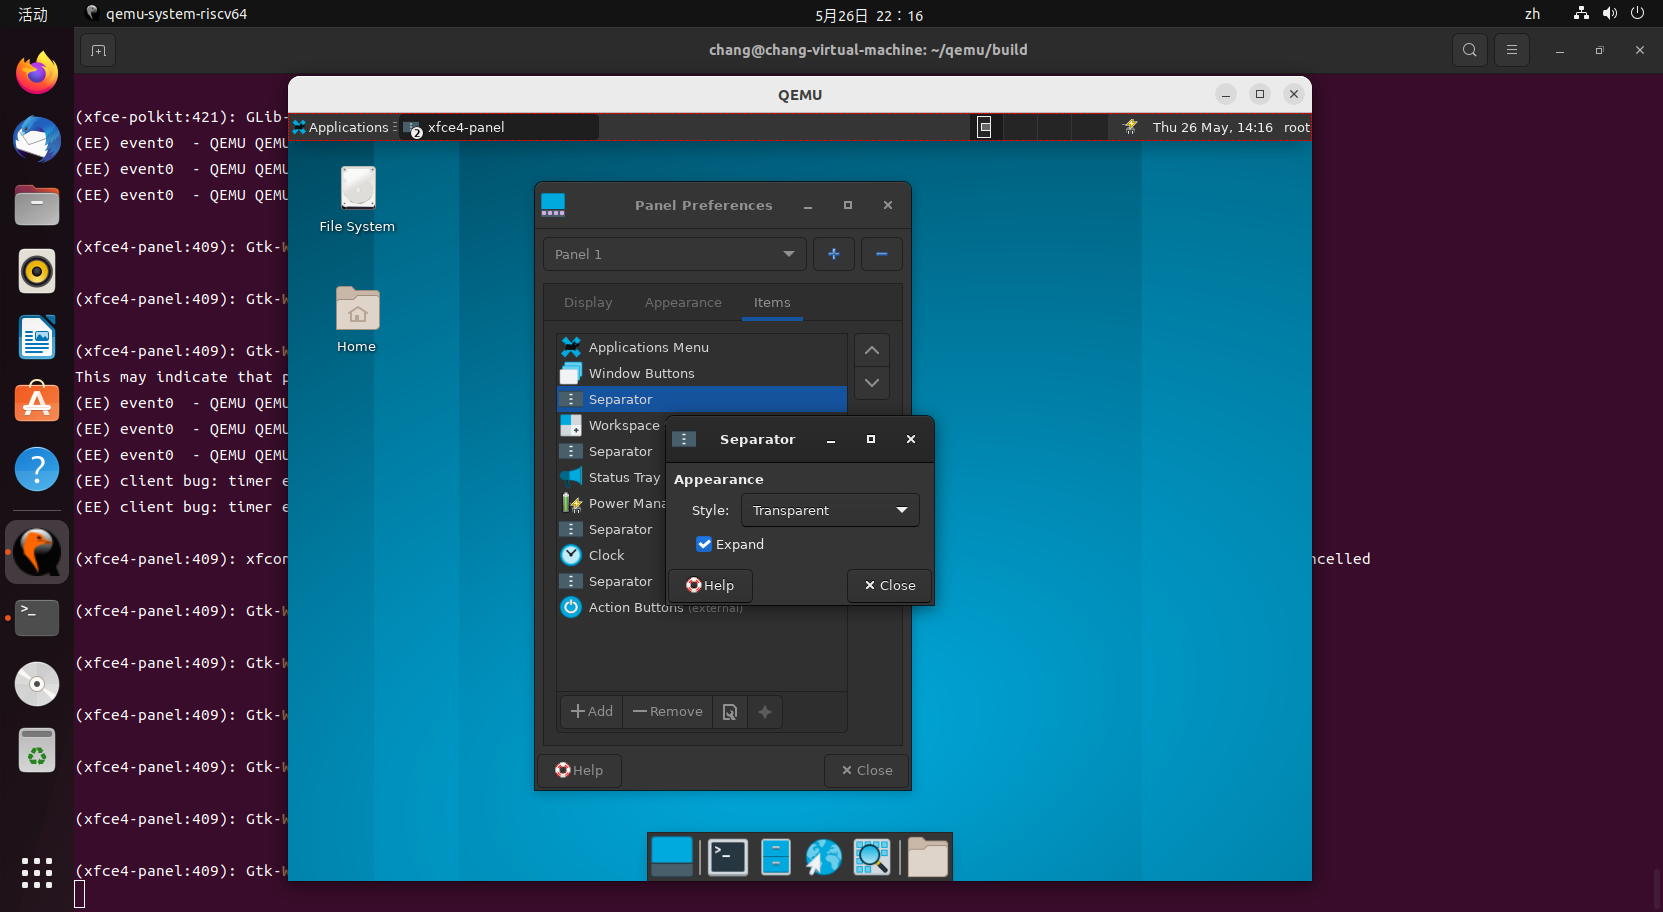 活动
qemu-system-riscv64
5月26日 22：16
zh
chang@chang-virtual-machine: ~/qemu/build
(xfce-polkit:421): GLib-
(EE) event0  - QEMU QEMU
(EE) event0  - QEMU QEMU
(EE) event0  - QEMU QEMU
(xfce4-panel:409): Gtk-W
(xfce4-panel:409): Gtk-W
(xfce4-panel:409): Gtk-W
This may indicate that p
(EE) event0  - QEMU QEMU
(EE) event0  - QEMU QEMU
(EE) event0  - QEMU QEMU
(EE) client bug: timer e
(EE) client bug: timer e
(xfce4-panel:409): xfcon
ncelled
(xfce4-panel:409): Gtk-W
(xfce4-panel:409): Gtk-W
(xfce4-panel:409): Gtk-W
(xfce4-panel:409): Gtk-W
(xfce4-panel:409): Gtk-W
(xfce4-panel:409): Gtk-W
QEMU
Applications
2
xfce4-panel
Thu 26 May, 14:16
root
File System
Home
Panel Preferences
Panel 1
Display
Appearance
Items
Applications Menu
Window Buttons
Separator
Workspace
Separator
Status Tray
Power Mana
Separator
Clock
Separator
Action Buttons (external)
Add
Remove
Help
Close
Separator
Appearance
Style:
Transparent
Expand
Help
Close